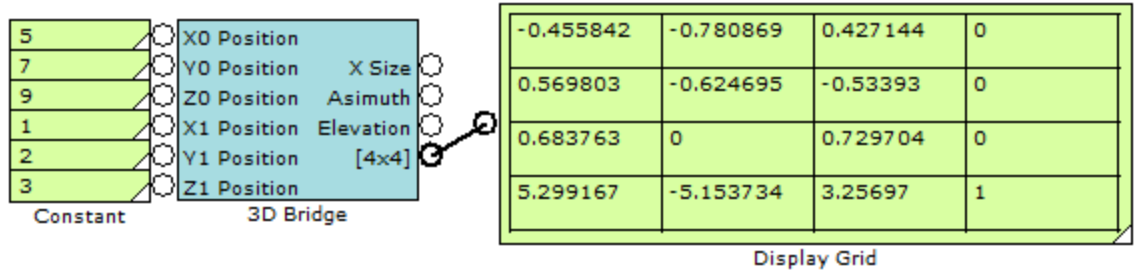 5
7
9
1
2
3
Constant
X0 Position
Y0 Position X Size
Z0 Position Asimuth
X1 Position Elevation
Y1 Position [4x4]
Z1 Position
3D Bridge
-0.455842 -0.780869 0.427144 0
0.569803 -0.624695 -0.53393 0
0.683763 0 0.729704 0
5.299167 -5.153734 3.25697 1
Display Grid